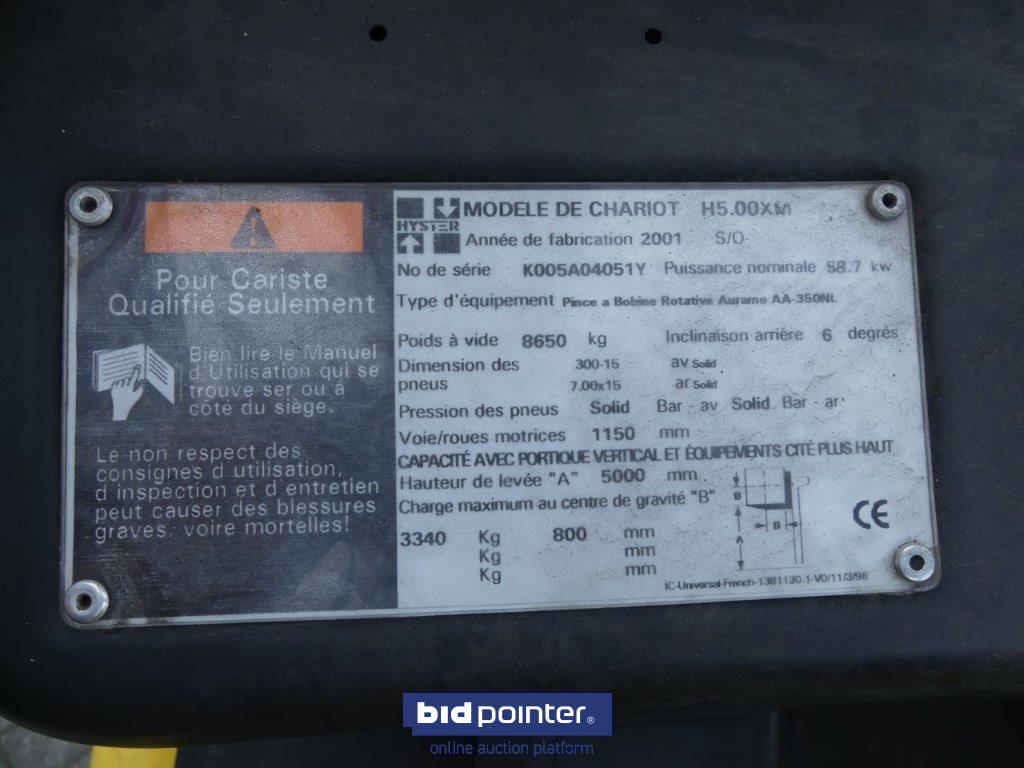 Pour Cariste
Qualifié Seulement
Bien lire le Manuel
d'Utilisation qui se
trouve ser ou à
côté du siège.
Le non respect des
consignes d'utilisation,
d'inspection et d'entretien
peut causer des blessures
graves, voire mortelles!
HYSTER
MODELE DE CHARIOT H5.00XM
Année de fabrication 2001 S/O
No de série K005A04051Y Puissance nominale 58.7 kw
Type d'équipement Pince a Bobine Rotative Auramo AA-350NL
Poids à vide 8650 kg Inclinaison arrière 6 degrés
Dimension des 300-15 av Solid
pneus 7.00x15 ar Solid
Pression des pneus Solid Bar - av Solid Bar - ar
Voie/roues motrices 1150 mm
CAPACITÉ AVEC PORTIQUE VERTICAL ET ÉQUIPEMENTS CITÉ PLUS HAUT
Hauteur de levée "A" 5000 mm
Charge maximum au centre de gravité "B"
3340 Kg 800 mm
Kg mm
Kg mm
B
B
A
CE
IC-Universal-French-1381130.1-V0/11/3/98
bidpointer®
online auction platform